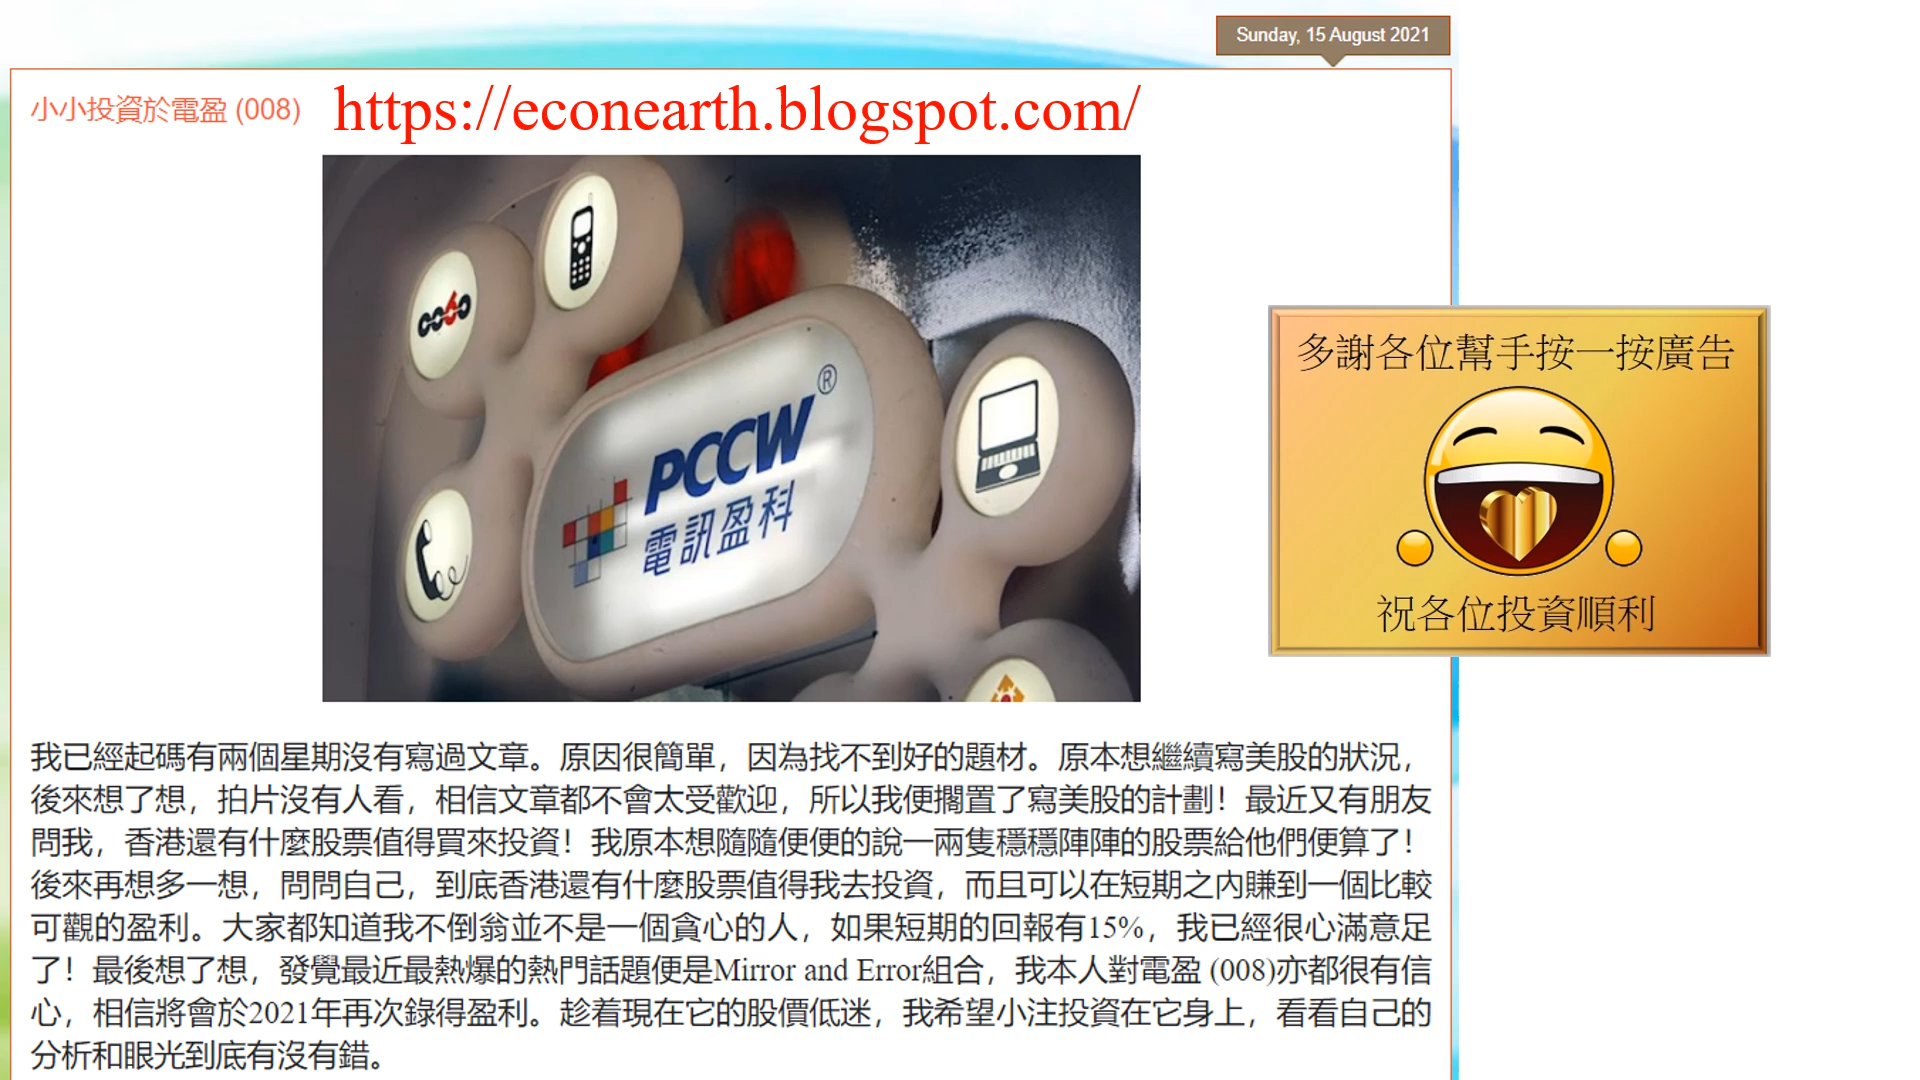 Sunday, 15 August 2021
小小投資於電盈 (008)
https://econearth.blogspot.com/
0060
PCCW®
電訊盈科
多謝各位幫手按一按廣告
祝各位投資順利
我已經起碼有兩個星期沒有寫過文章。原因很簡單，因為找不到好的題材。原本想繼續寫美股的狀況，
後來想了想，拍片沒有人看，相信文章都不會太受歡迎，所以我便擱置了寫美股的計劃！最近又有朋友
問我，香港還有什麼股票值得買來投資！我原本想隨隨便便的說一兩隻穩穩陣陣的股票給他們便算了！
後來再想多一想，問問自己，到底香港還有什麼股票值得我去投資，而且可以在短期之內賺到一個比較
可觀的盈利。大家都知道我不倒翁並不是一個貪心的人，如果短期的回報有15%，我已經很心滿意足
了！最後想了想，發覺最近最熱爆的熱門話題便是Mirror and Error組合，我本人對電盈 (008)亦都很有信
心，相信將會於2021年再次錄得盈利。趁着現在它的股價低迷，我希望小注投資在它身上，看看自己的
分析和眼光到底有沒有錯。